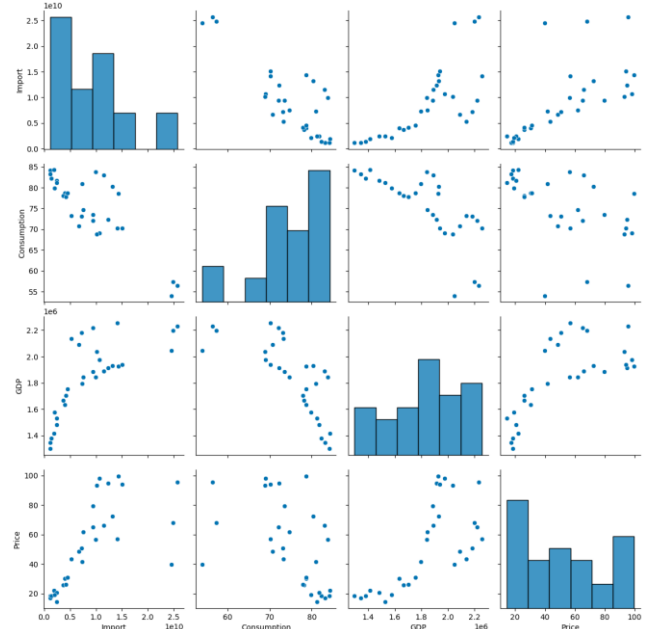 1e10
2.5
2.0
1.5
1.0
0.5
0.0
Import
85
80
75
70
65
60
55
Consumption
1e6
2.2
2.0
1.8
1.6
1.4
GDP
100
80
60
40
20
Price
0.0 0.5 1.0 1.5 2.0 2.5
Import 1e10
60 70 80
Consumption
1.4 1.6 1.8 2.0 2.2
GDP 1e6
20 40 60 80 100
Price